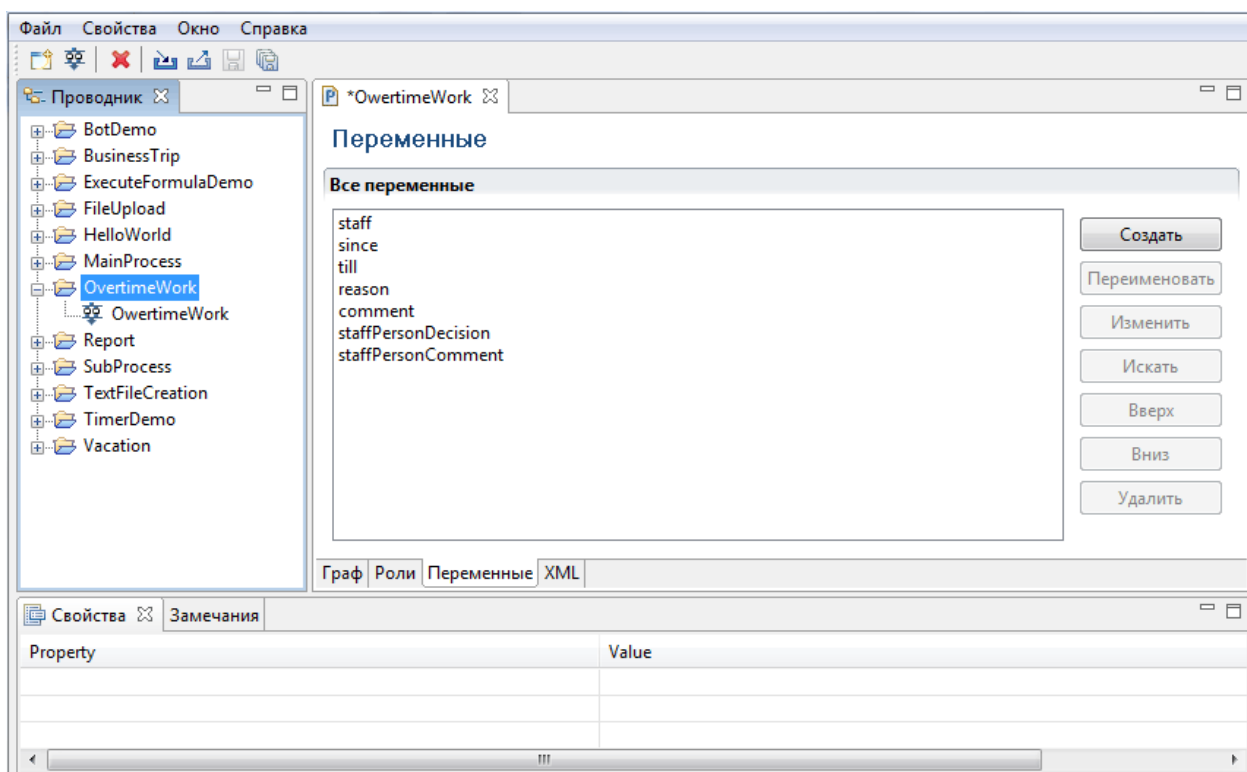 Файл Свойства Окно Справка
Проводник
BotDemo
BusinessTrip
ExecuteFormulaDemo
FileUpload
HelloWorld
MainProcess
OvertimeWork
OwertimeWork
Report
SubProcess
TextFileCreation
TimerDemo
Vacation
P *OwertimeWork
Переменные
Все переменные
staff
since
till
reason
comment
staffPersonDecision
staffPersonComment
Создать
Переименовать
Изменить
Искать
Вверх
Вниз
Удалить
Граф Роли Переменные XML
Свойства Замечания
Property Value